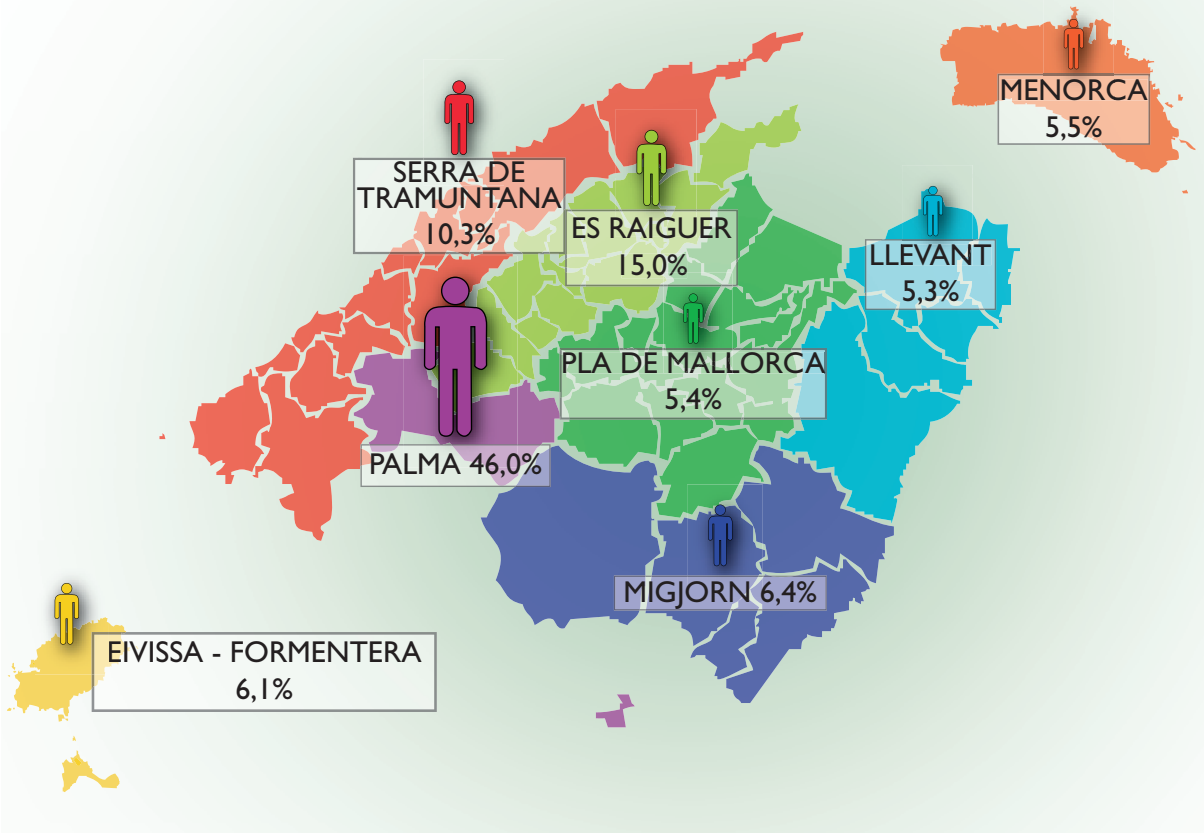 MENORCA
5,5%
SERRA DE
TRAMUNTANA
10,3%
ES RAIGUER
15,0%
LLEVANT
5,3%
PLA DE MALLORCA
5,4%
PALMA 46,0%
MIGJORN 6,4%
EIVISSA - FORMENTERA
6,1%